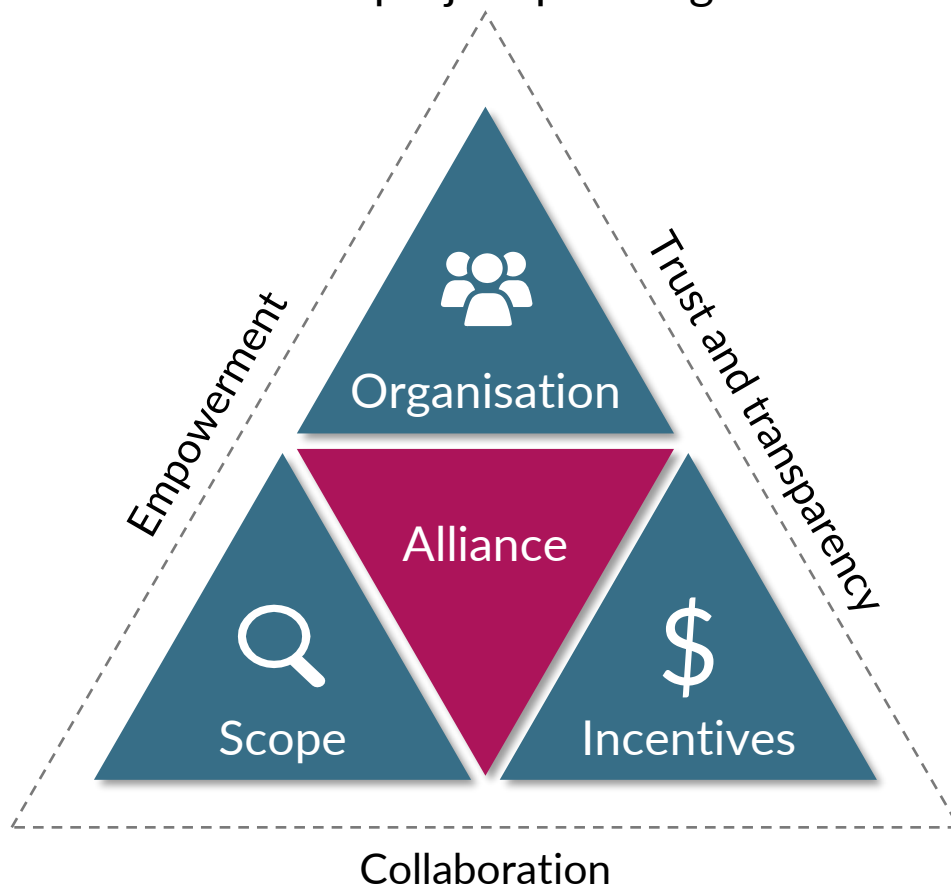 Organisation
Empowerment
Trust and transparency
Alliance
$
Scope
Incentives
Collaboration